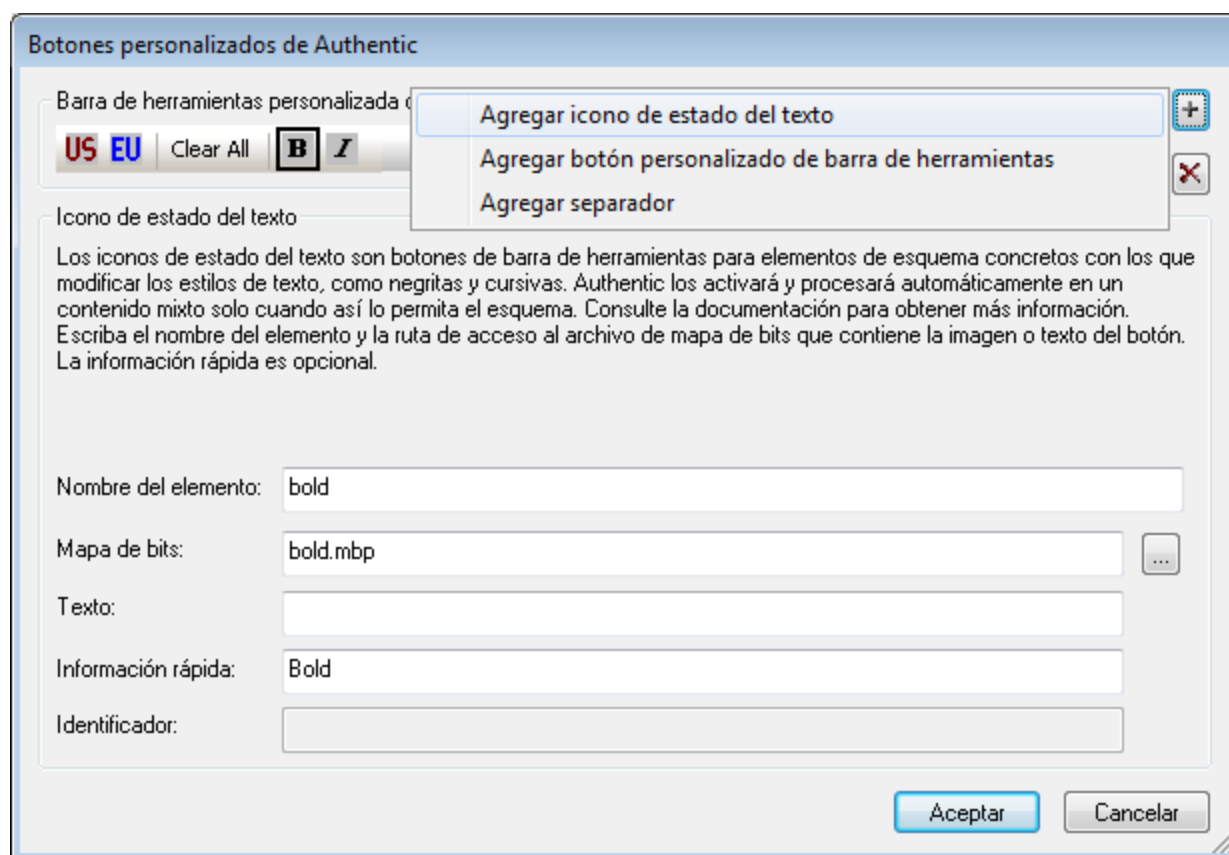 Botones personalizados de Authentic
Barra de herramientas personalizada
Agregar icono de estado del texto
US EU Clear All B I
Agregar botón personalizado de barra de herramientas
Agregar separador
Icono de estado del texto
Los iconos de estado del texto son botones de barra de herramientas para elementos de esquema concretos con los que
modificar los estilos de texto, como negritas y cursivas. Authentic los activará y procesará automáticamente en un
contenido mixto solo cuando así lo permita el esquema. Consulte la documentación para obtener más información.
Escriba el nombre del elemento y la ruta de acceso al archivo de mapa de bits que contiene la imagen o texto del botón.
La información rápida es opcional.
Nombre del elemento: bold
Mapa de bits: bold.mbp ...
Texto:
Información rápida: Bold
Identificador:
Aceptar Cancelar